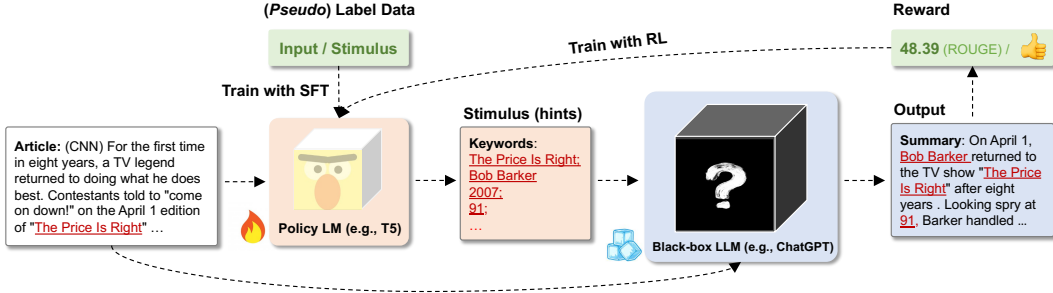 (Pseudo) Label Data
Input / Stimulus
Train with SFT
Train with RL
Reward
48.39 (ROUGE) /
Article: (CNN) For the first time
in eight years, a TV legend
returned to doing what he does
best. Contestants told to "come
on down!" on the April 1 edition
of "The Price Is Right" …
Policy LM (e.g., T5)
Stimulus (hints)
Keywords:
The Price Is Right;
Bob Barker
2007;
91;
…
?
Black-box LLM (e.g., ChatGPT)
Output
Summary: On April 1,
Bob Barker returned to
the TV show "The Price
Is Right" after eight
years . Looking spry at
91, Barker handled ...